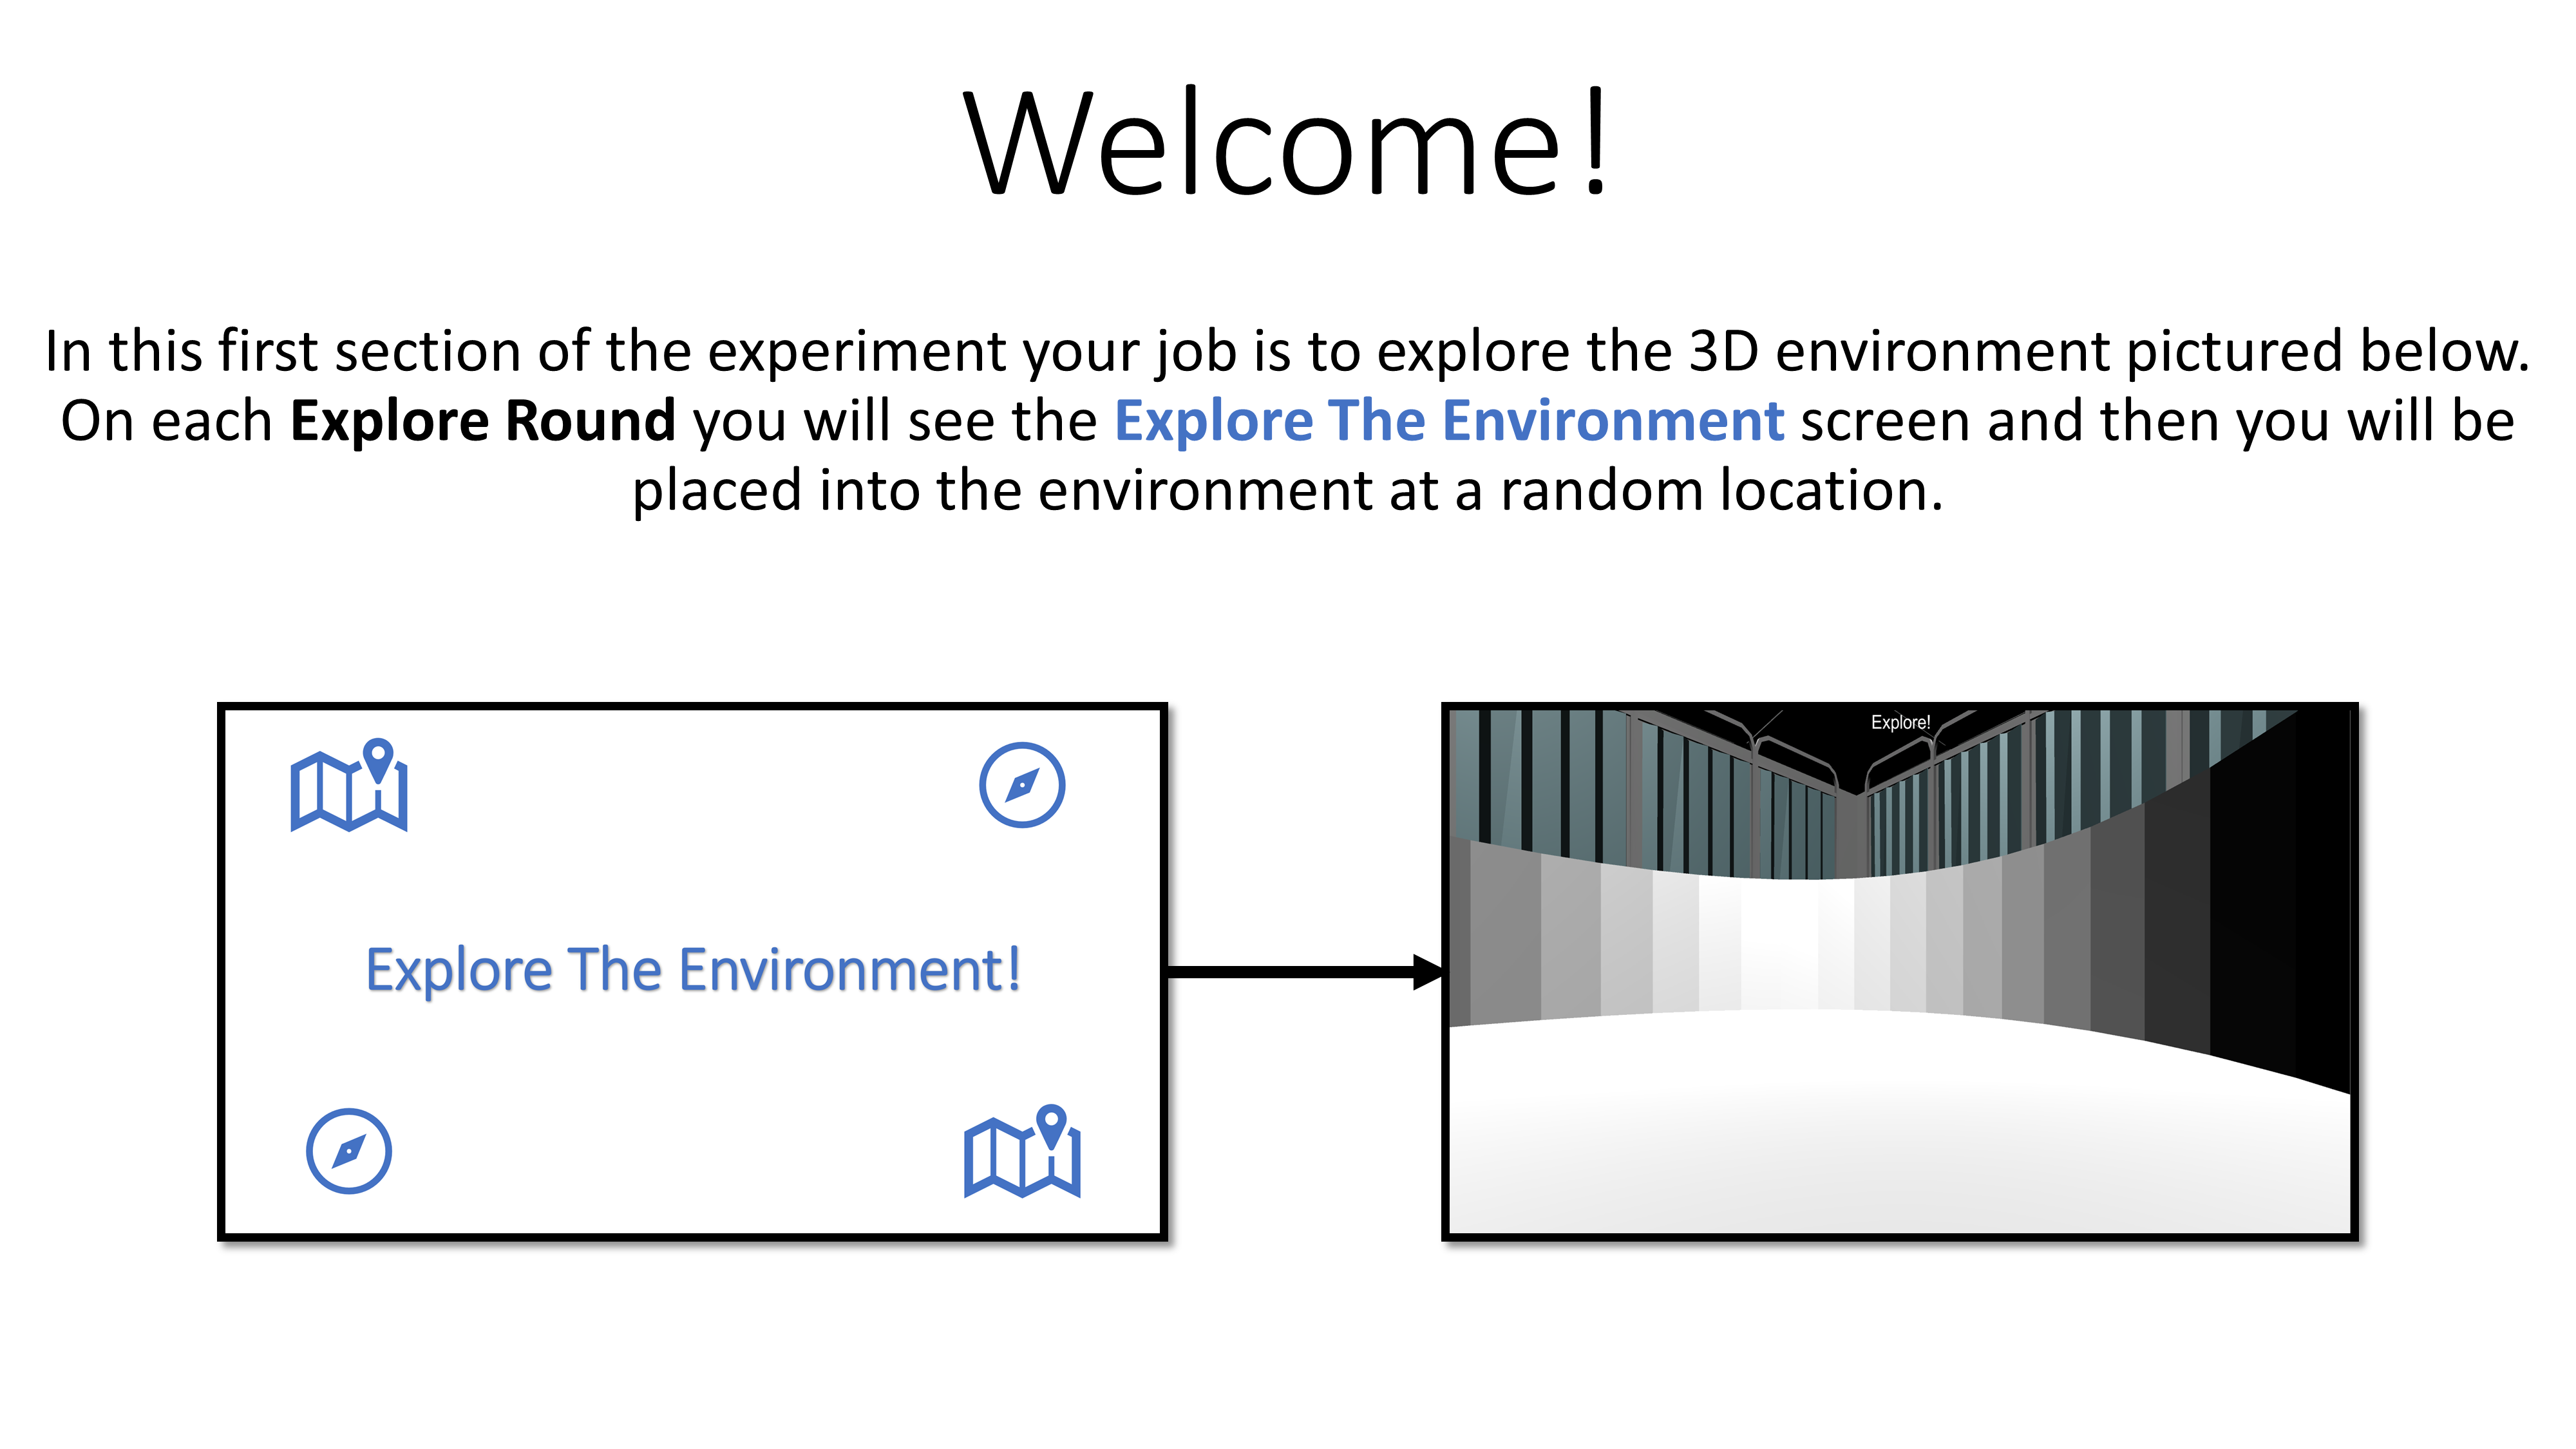 Welcome!
In this first section of the experiment your job is to explore the 3D environment pictured below.
On each Explore Round you will see the Explore The Environment screen and then you will be
placed into the environment at a random location.
Explore The Environment!
Explore!